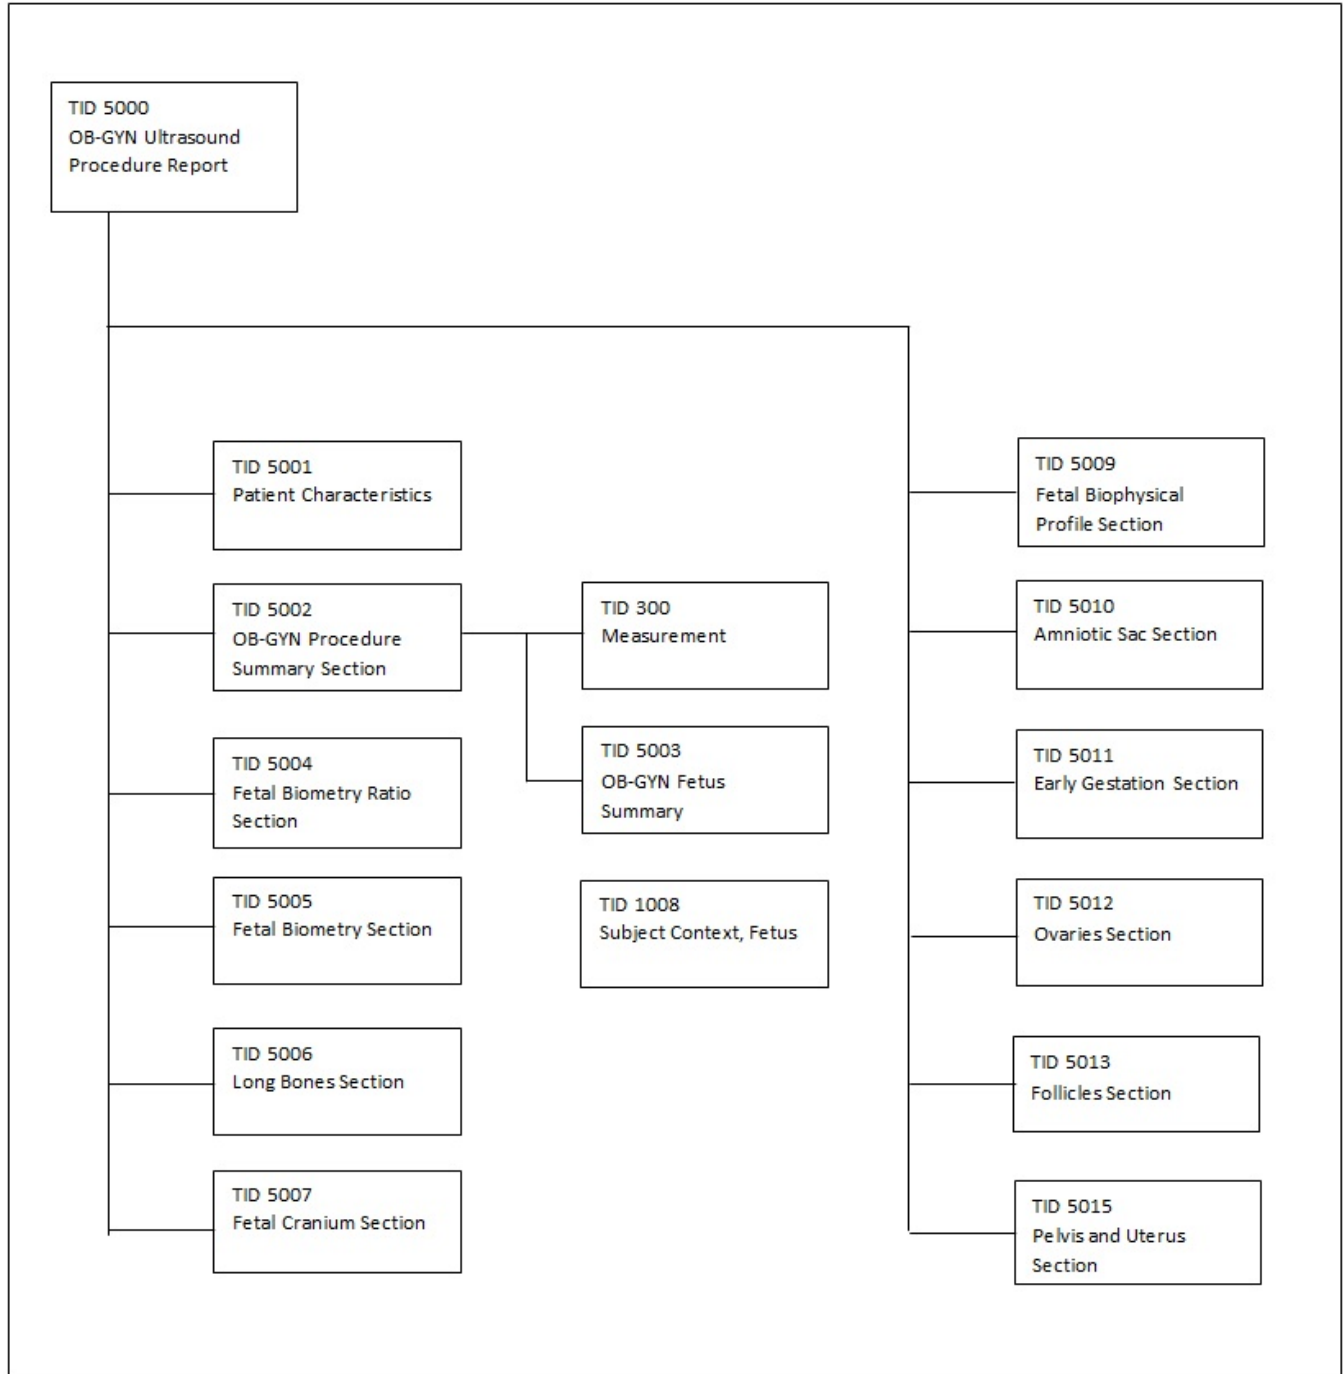 TID 5000
OB-GYN Ultrasound
Procedure Report
TID 5001
Patient Characteristics
TID 5002
OB-GYN Procedure
Summary Section
TID 5004
Fetal Biometry Ratio
Section
TID 5005
Fetal Biometry Section
TID 5006
Long Bones Section
TID 5007
Fetal Cranium Section
TID 300
Measurement
TID 5003
OB-GYN Fetus
Summary
TID 1008
Subject Context, Fetus
TID 5009
Fetal Biophysical
Profile Section
TID 5010
Amniotic Sac Section
TID 5011
Early Gestation Section
TID 5012
Ovaries Section
TID 5013
Follicles Section
TID 5015
Pelvis and Uterus
Section